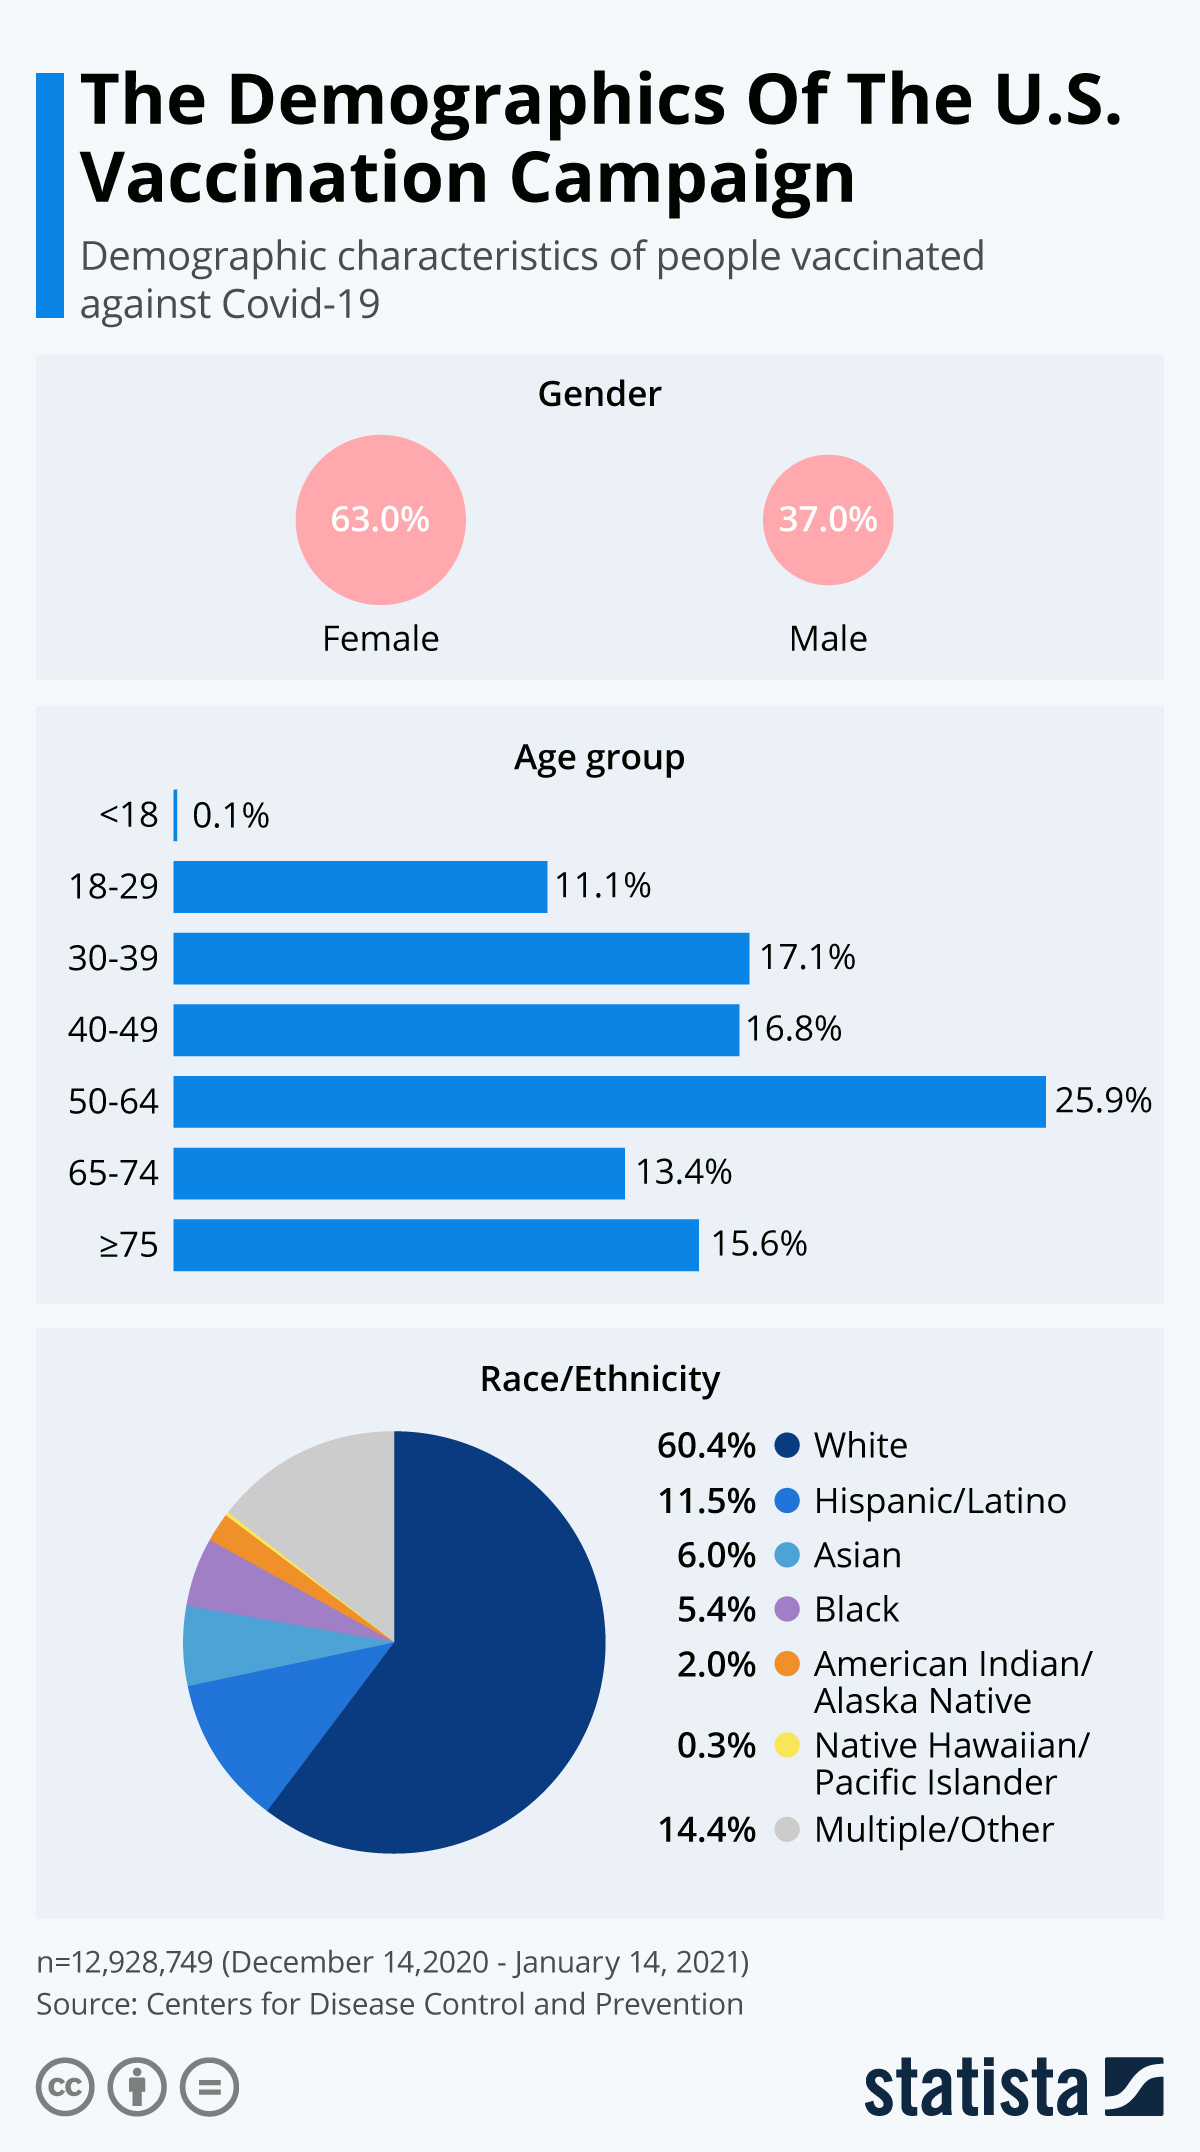 The Demographics Of The U.S.
Vaccination Campaign
Demographic characteristics of people vaccinated
against Covid-19
Gender
63.0%
37.0%
Female
Male
Age group
<18 0.1%
18-29 11.1%
30-39 17.1%
40-49 16.8%
50-64 25.9%
65-74 13.4%
≥75 15.6%
Race/Ethnicity
60.4% White
11.5% Hispanic/Latino
6.0% Asian
5.4% Black
2.0% American Indian/
Alaska Native
0.3% Native Hawaiian/
Pacific Islander
14.4% Multiple/Other
n=12,928,749 (December 14,2020 - January 14, 2021)
Source: Centers for Disease Control and Prevention
cc
statista